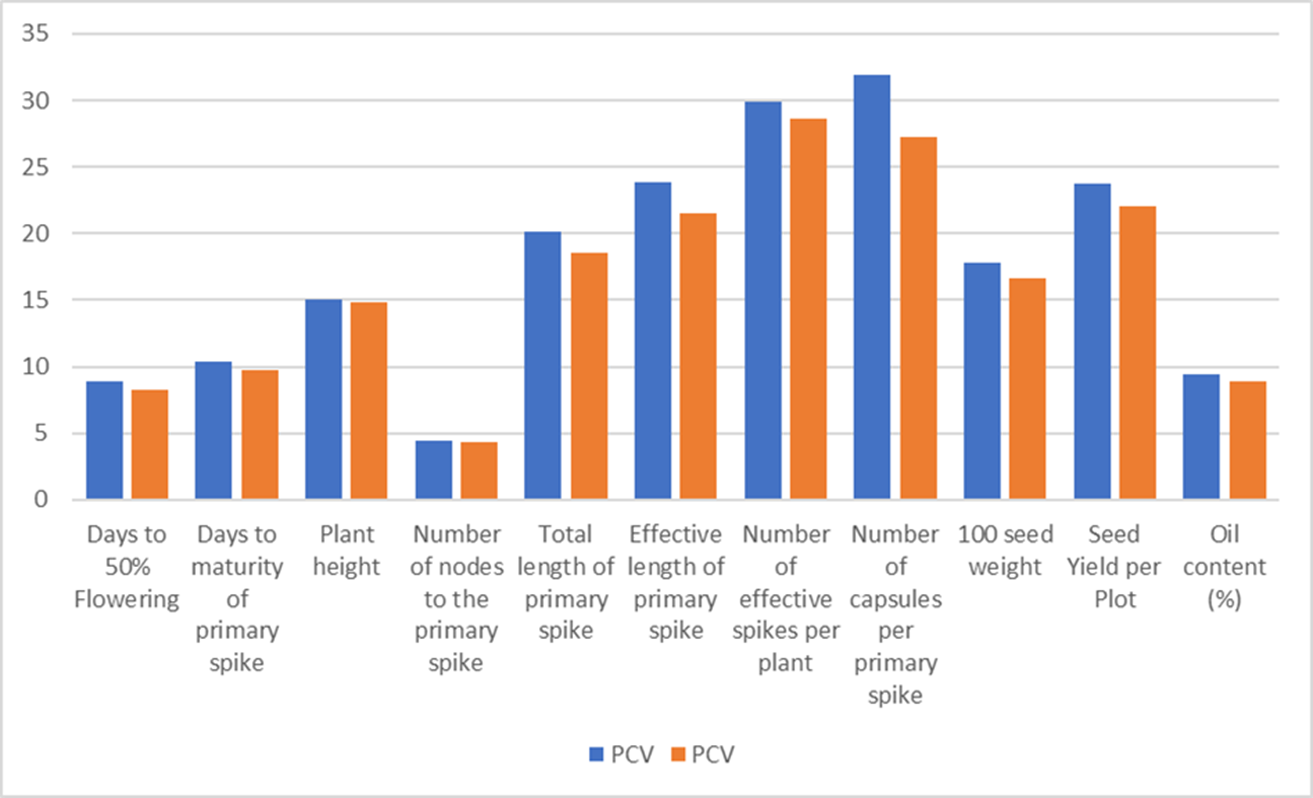 35
30
25
20
15
10
5
0
Days to
50%
Flowering
Days to
maturity
of
primary
spike
Plant
height
Number
of nodes
to the
primary
spike
Total
length of
primary
spike
Effective
length of
primary
spike
Number
of
effective
spikes per
plant
Number
of
capsules
per
primary
spike
100 seed
weight
Seed
Yield per
Plot
Oil
content
(%)
PCV PCV